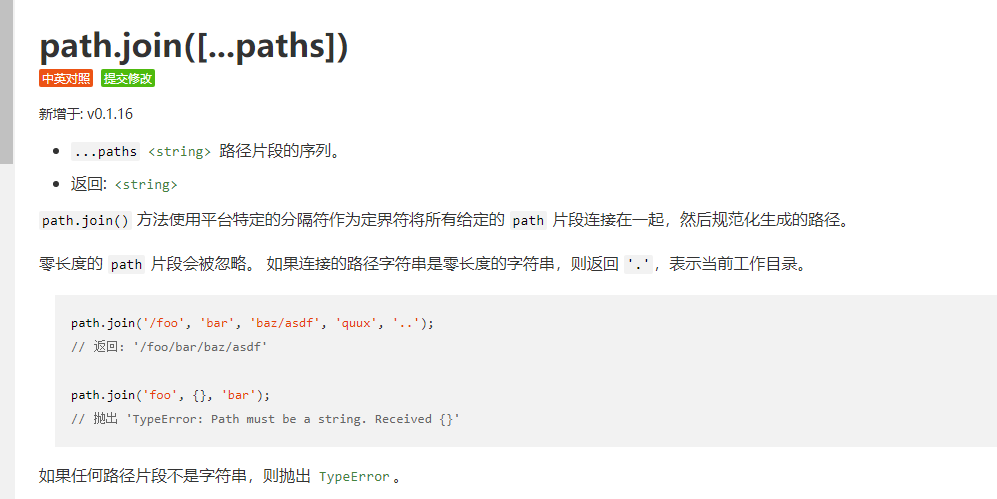 path.join([...paths])
中英对照 提交修改
新增于: v0.1.16
...paths <string> 路径片段的序列。
返回: <string>
path.join() 方法使用平台特定的分隔符作为定界符将所有给定的 path 片段连接在一起，然后规范化生成的路径。
零长度的 path 片段会被忽略。 如果连接的路径字符串是零长度的字符串，则返回 '.'，表示当前工作目录。
path.join('/foo', 'bar', 'baz/asdf', 'quux', '..');
// 返回: '/foo/bar/baz/asdf'
path.join('foo', {}, 'bar');
// 抛出 'TypeError: Path must be a string. Received {}'
如果任何路径片段不是字符串，则抛出 TypeError。